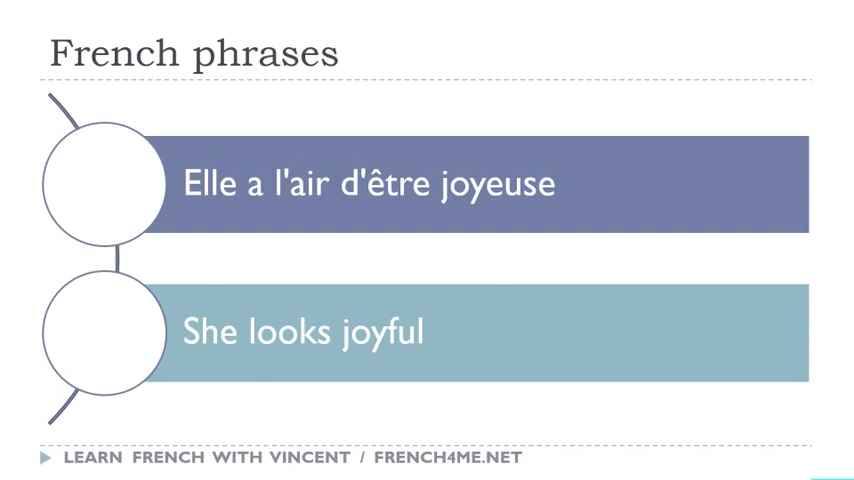 French phrases
Elle a l'air d'être joyeuse
She looks joyful
LEARN FRENCH WITH VINCENT / FRENCH4ME.NET